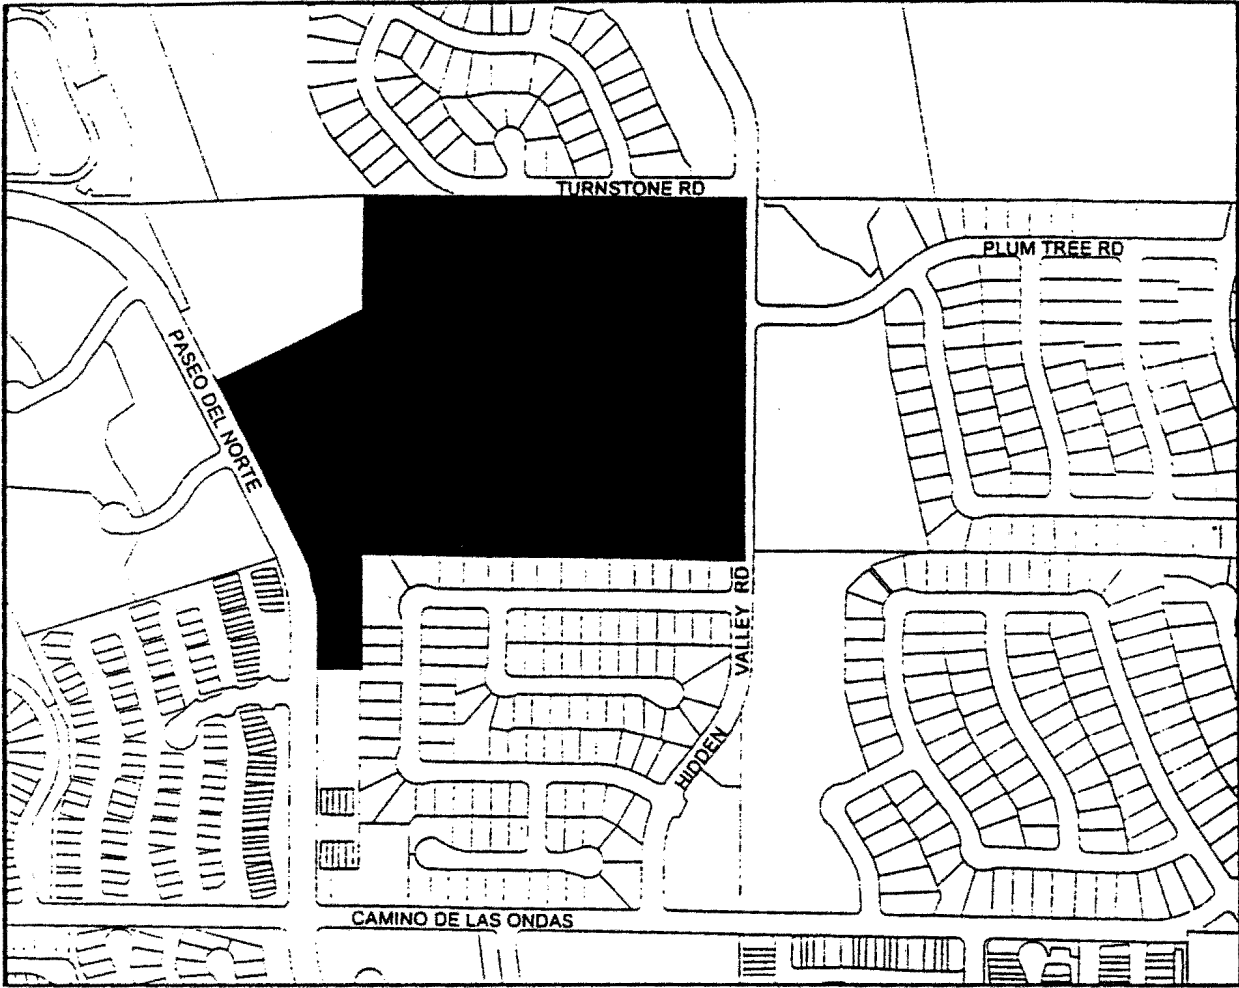 TURNSTONE RD
PLUM TREE RD
PASEO DEL NORTE
HIDDEN VALLEY RD
CAMINO DE LAS ONDAS